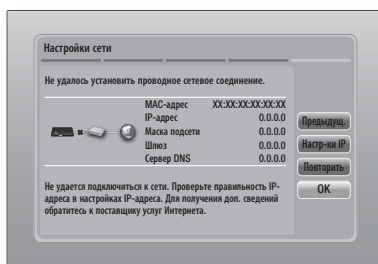 Настройки сети
Не удалось установить проводное сетевое соединение.
MAC-адрес XX:XX:XX:XX:XX:XX
IP-адрес 0.0.0.0
Маска подсети 0.0.0.0
Шлюз 0.0.0.0
Сервер DNS 0.0.0.0
Предыдущ.
Настр-ки IP
Повторить
OK
Не удается подключиться к сети. Проверьте правильность IP-
адреса в настройках IP-адреса. Для получения доп. сведений
обратитесь к поставщику услуг Интернета.